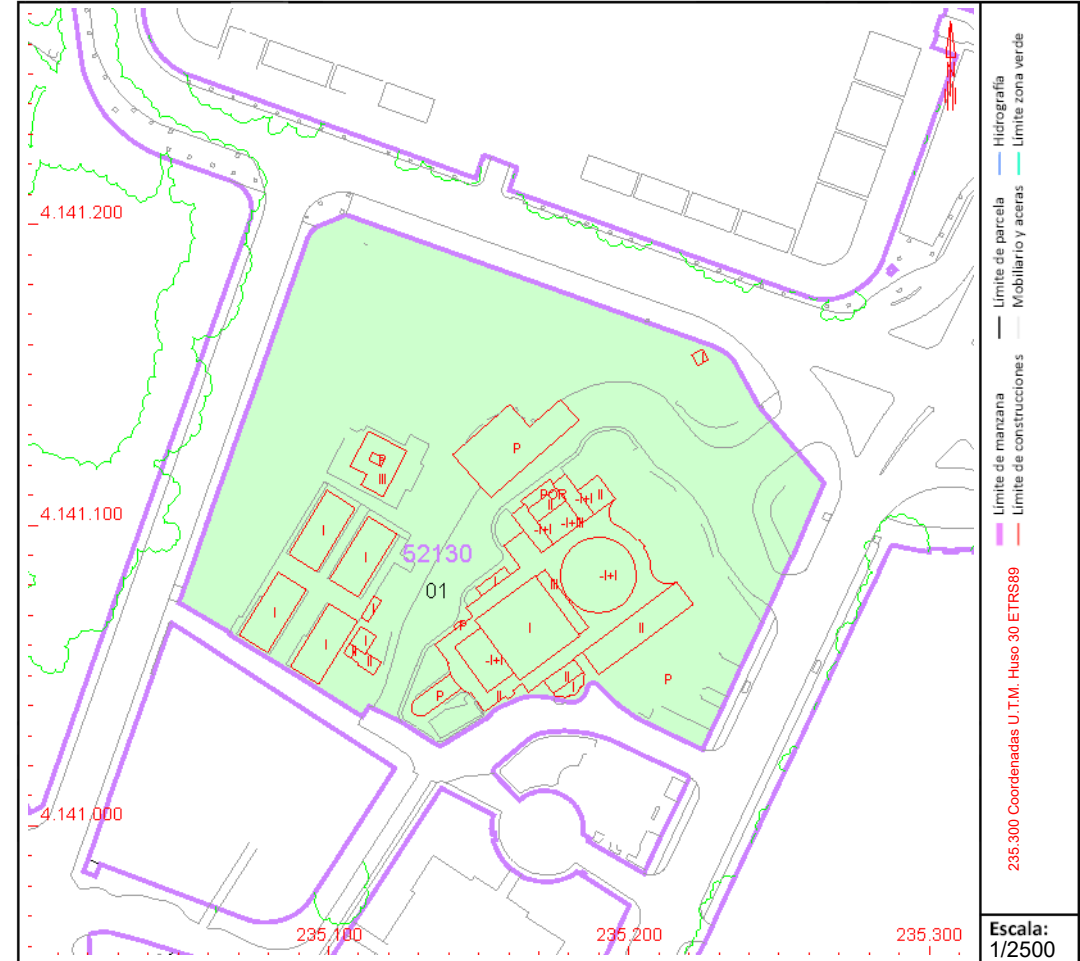 4.141.200
4.141.100
4.141.000
235.100
235.200
235.300
52130
01
P
P
III
POR
II
-I+I
II
-I+I
-I+III
-I+I
III
I
I
I
I
I
I
II
II
I
P
I
-I+I
II
P
II
II
I
P
Límite de manzana
Límite de construcciones
Límite de parcela
Mobiliario y aceras
Hidrografía
Límite zona verde
235.300 Coordenadas U.T.M. Huso 30 ETRS89
Escala:
1/2500